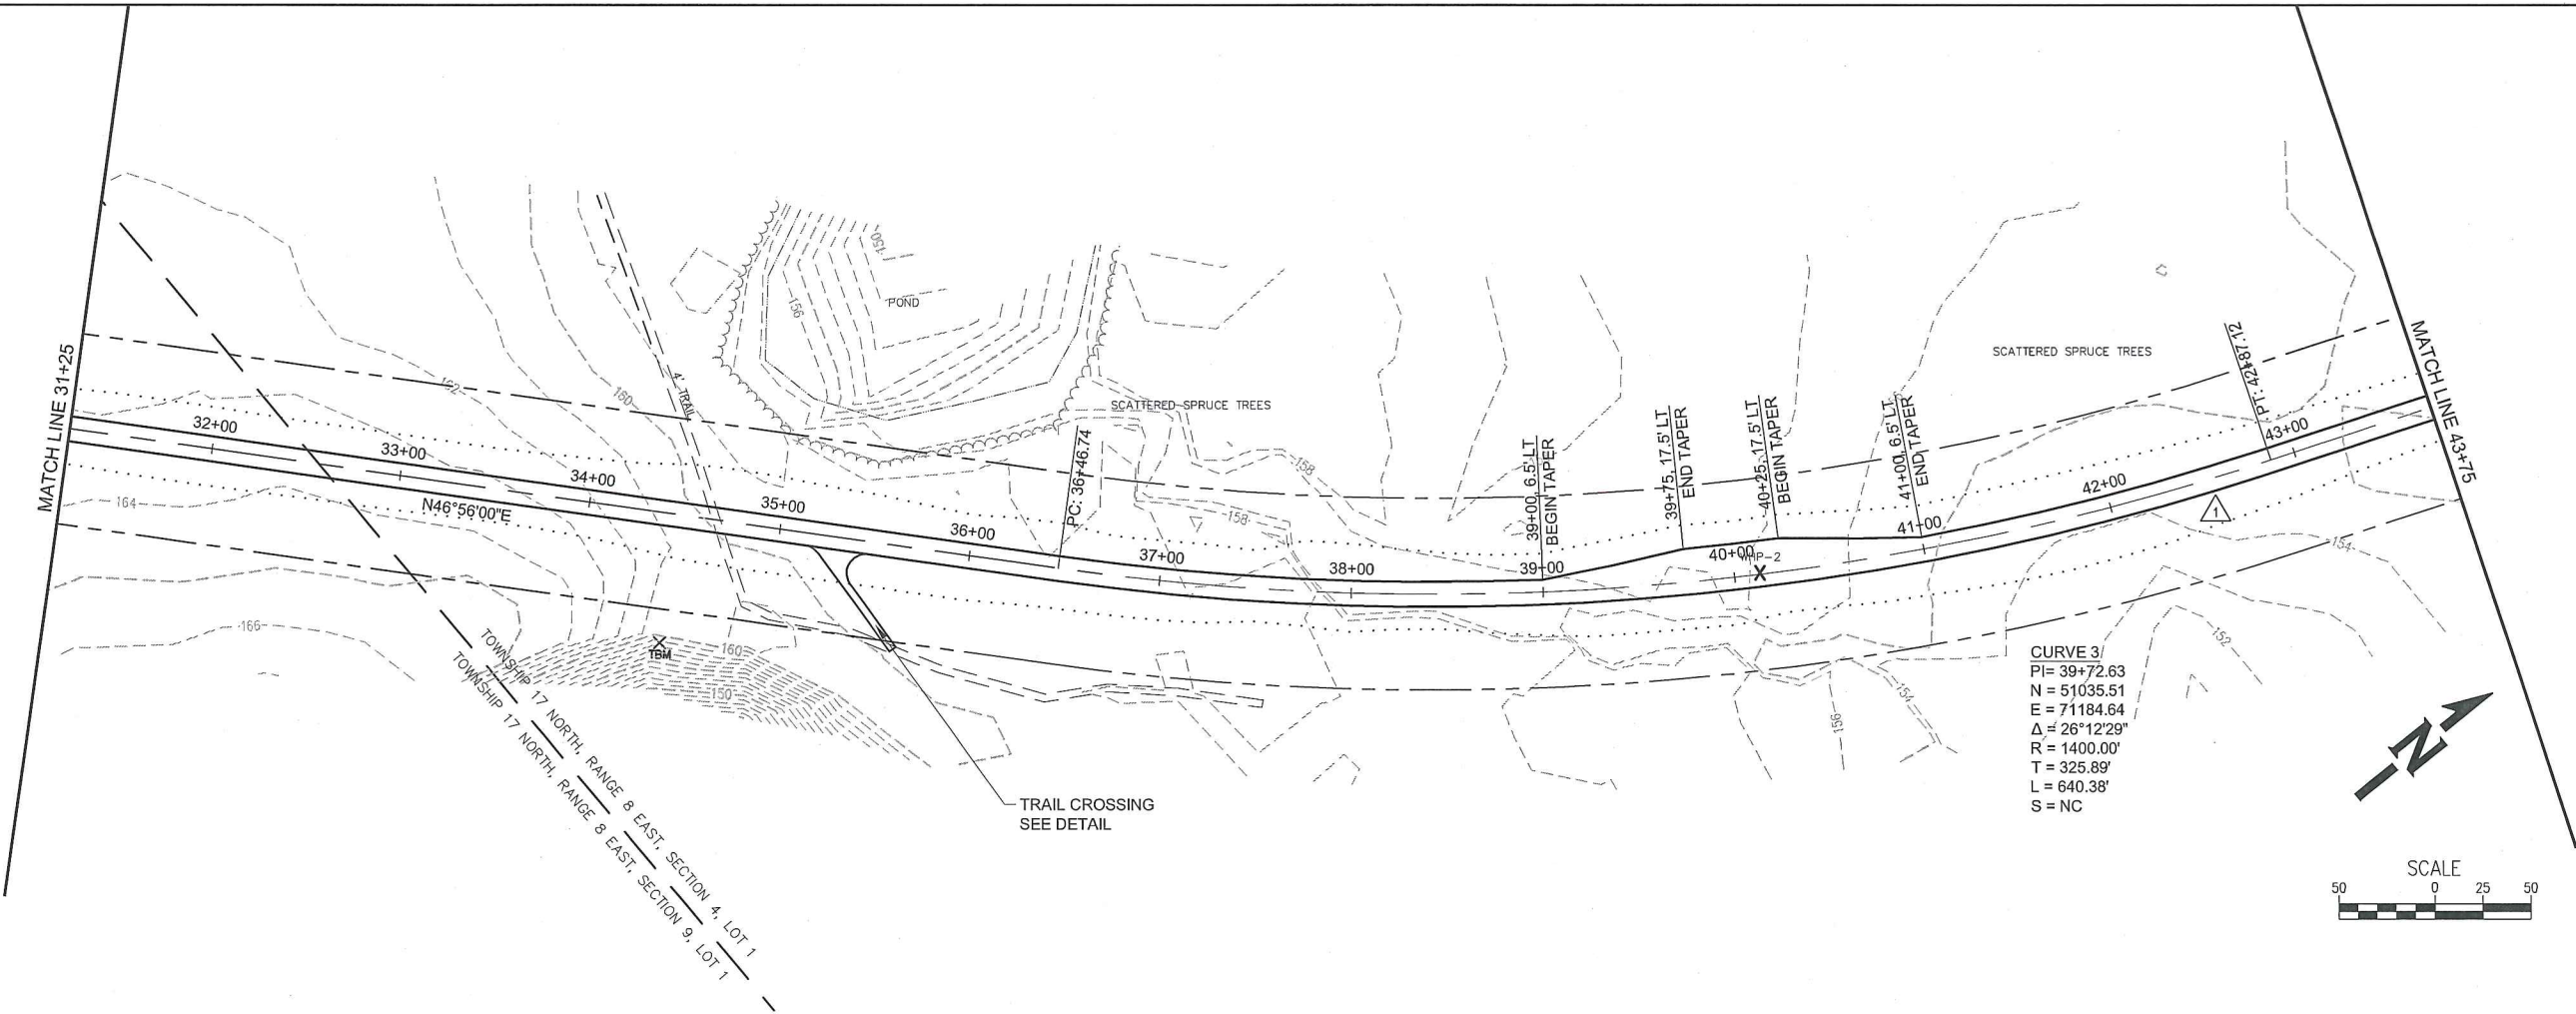 MATCH LINE 31+25
32+00
33+00
34+00
35+00
36+00
37+00
38+00
39+00
40+00
41+00
42+00
43+00
N46°56'00"E
PC: 36+46.74
39+00, 6.5' LT
BEGIN TAPER
39+75, 17.5' LT
END TAPER
40+25, 17.5' LT
BEGIN TAPER
41+00, 6.5' LT
END TAPER
PT: 42+87.12
MATCH LINE 43+75
162
160
164
166
4' TRAIL
156
150
POND
SCATTERED SPRUCE TREES
SCATTERED SPRUCE TREES
158
158
154
152
154
156
160
150
TBM
1
TOWNSHIP 17 NORTH, RANGE 8 EAST, SECTION 4, LOT 1
TOWNSHIP 17 NORTH, RANGE 8 EAST, SECTION 9, LOT 1
TRAIL CROSSING
SEE DETAIL
CURVE 3
PI= 39+72.63
N = 51035.51
E = 71184.64
Δ = 26°12'29"
R = 1400.00'
T = 325.89'
L = 640.38'
S = NC
N
SCALE
50 0 25 50